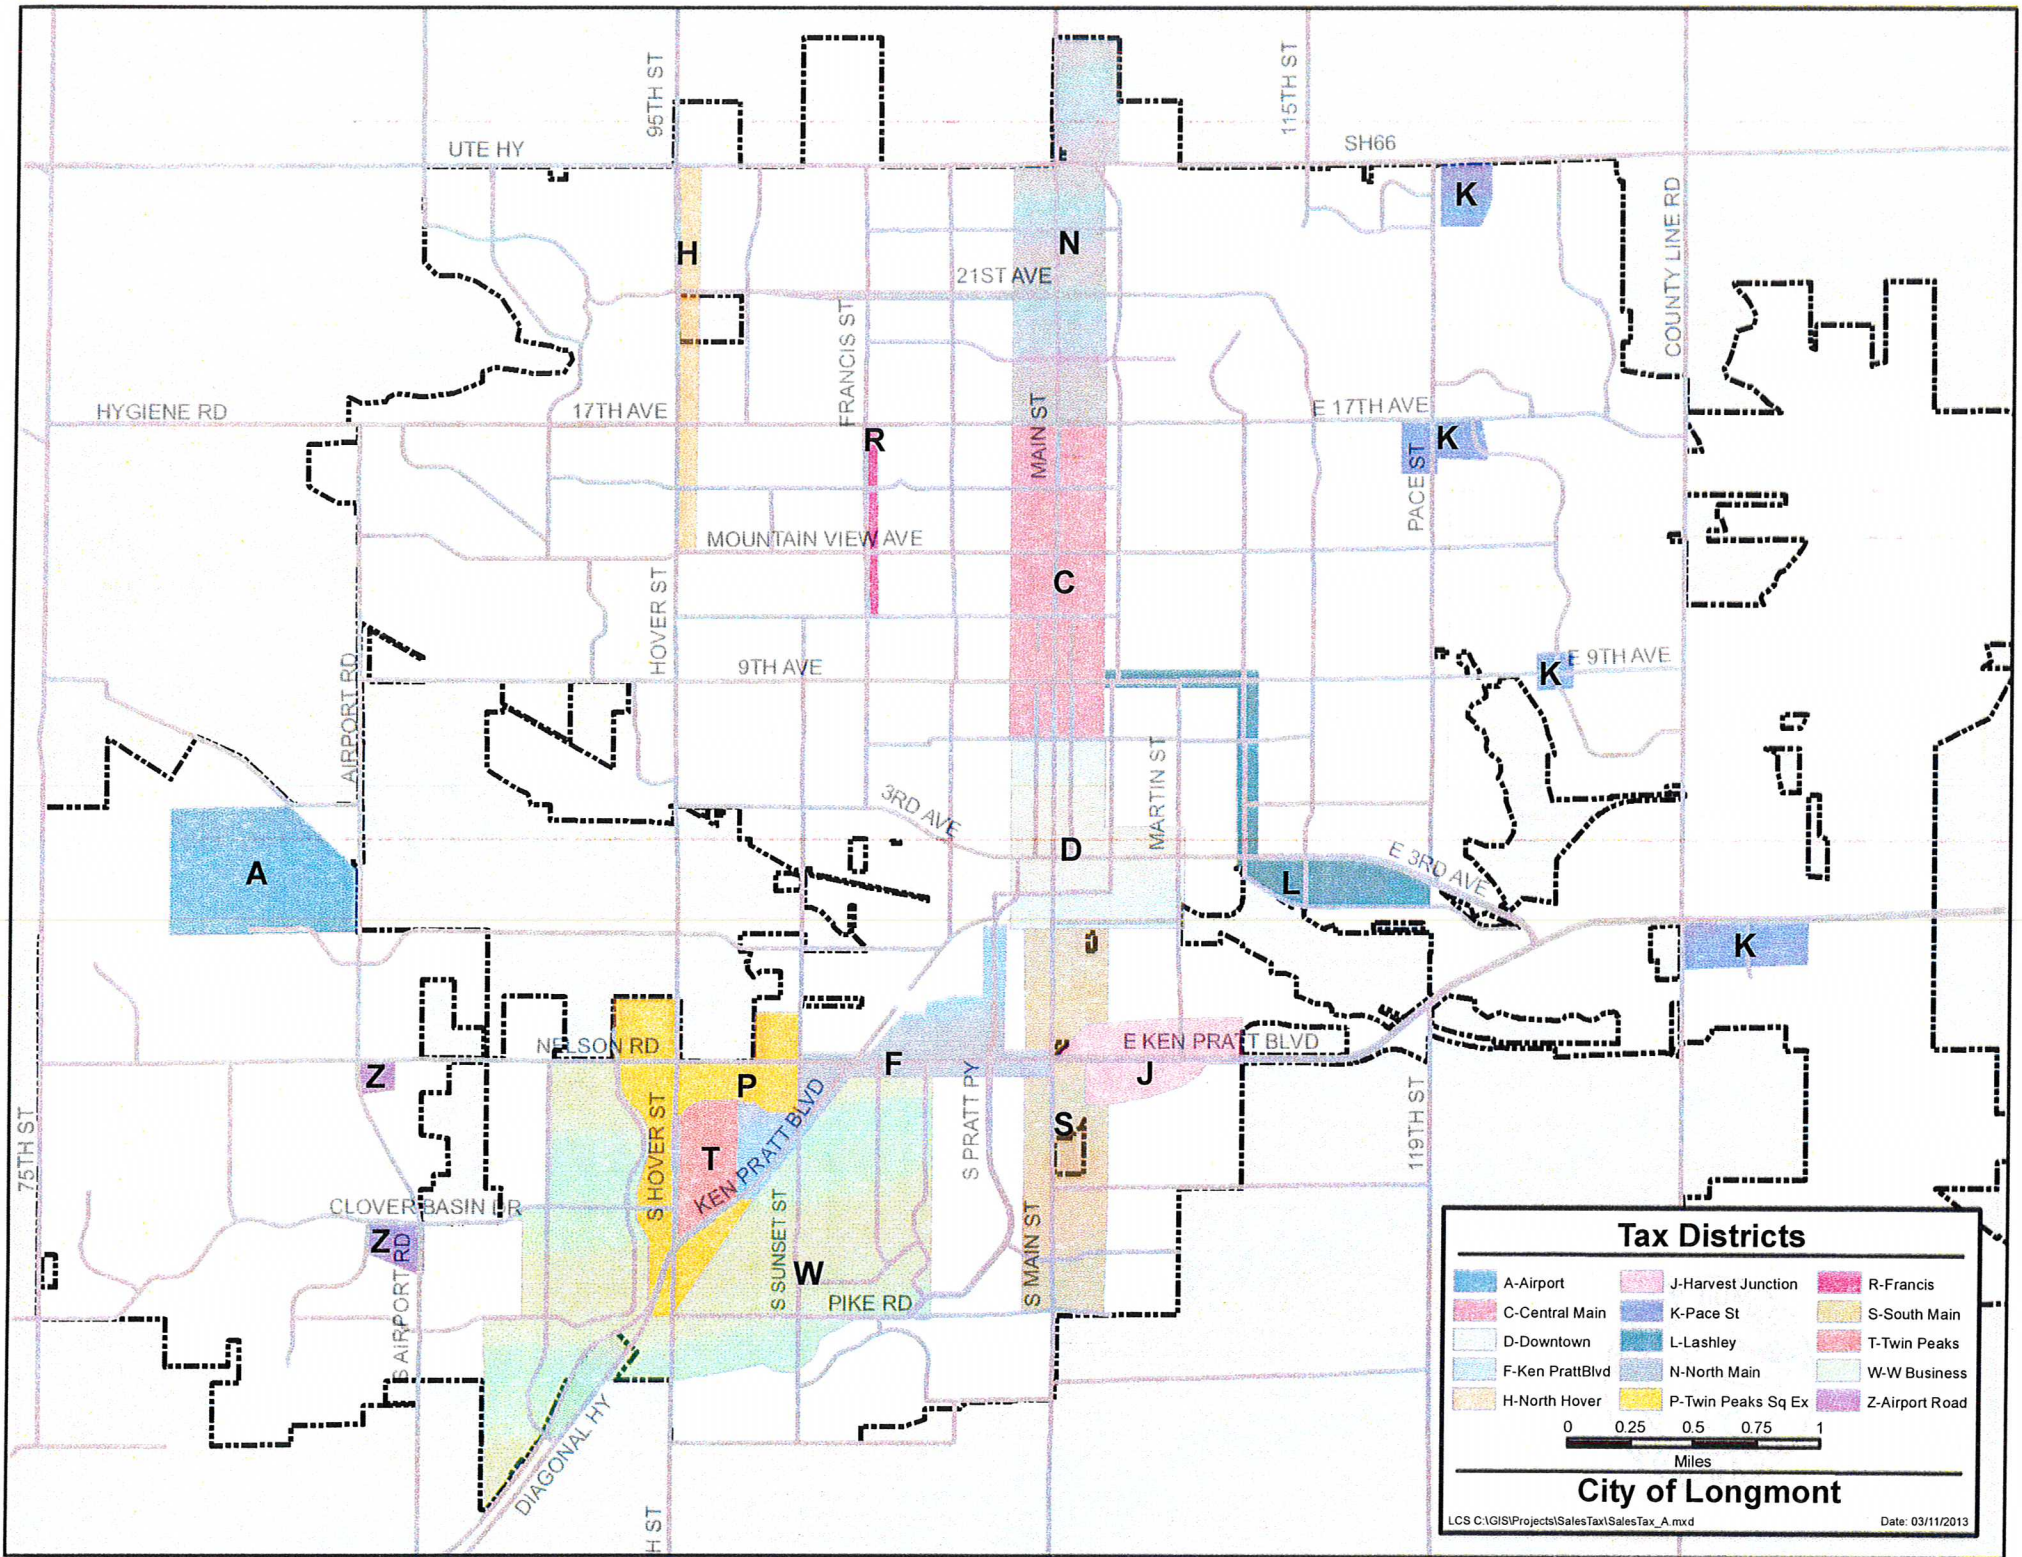 95TH ST
115TH ST
UTE HY
SH66
K
COUNTY LINE RD
H
N
21ST AVE
FRANCIS ST
HYGIENE RD
17TH AVE
MAIN ST
E 17TH AVE
R
K
PACE ST
MOUNTAIN VIEW AVE
C
HOVER ST
9TH AVE
E 9TH AVE
K
AIRPORT RD
MARTIN ST
3RD AVE
D
E 3RD AVE
A
L
K
NELSON RD
E KEN PRATT BLVD
F
Z
P
J
S PRATT PY
75TH ST
S HOVER ST
S
119TH ST
T
KEN PRATT BLVD
CLOVER BASIN DR
S SUNSET ST
S MAIN ST
Z
S AIRPORT RD
W
PIKE RD
DIAGONAL HY
H ST
Tax Districts
A-Airport
J-Harvest Junction
R-Francis
C-Central Main
K-Pace St
S-South Main
D-Downtown
L-Lashley
T-Twin Peaks
F-Ken PrattBlvd
N-North Main
W-W Business
H-North Hover
P-Twin Peaks Sq Ex
Z-Airport Road
0 0.25 0.5 0.75 1
Miles
City of Longmont
LCS C:\GIS\Projects\SalesTax\SalesTax_A.mxd
Date: 03/11/2013